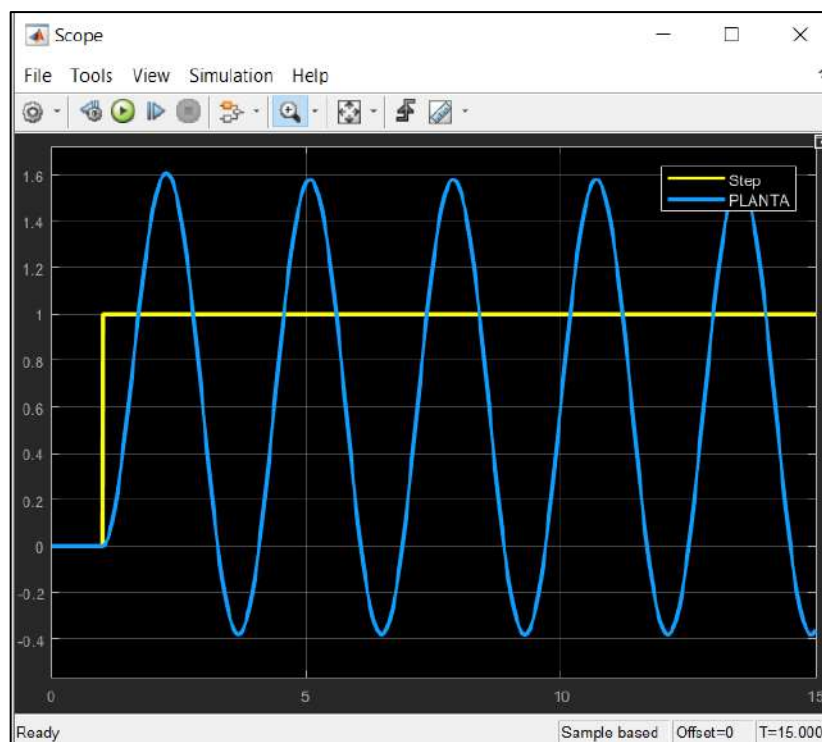 Scope
File Tools View Simulation Help
Step
PLANTA
1.6
1.4
1.2
1
0.8
0.6
0.4
0.2
0
-0.2
-0.4
0 5 10 15
Ready Sample based Offset=0 T=15.000